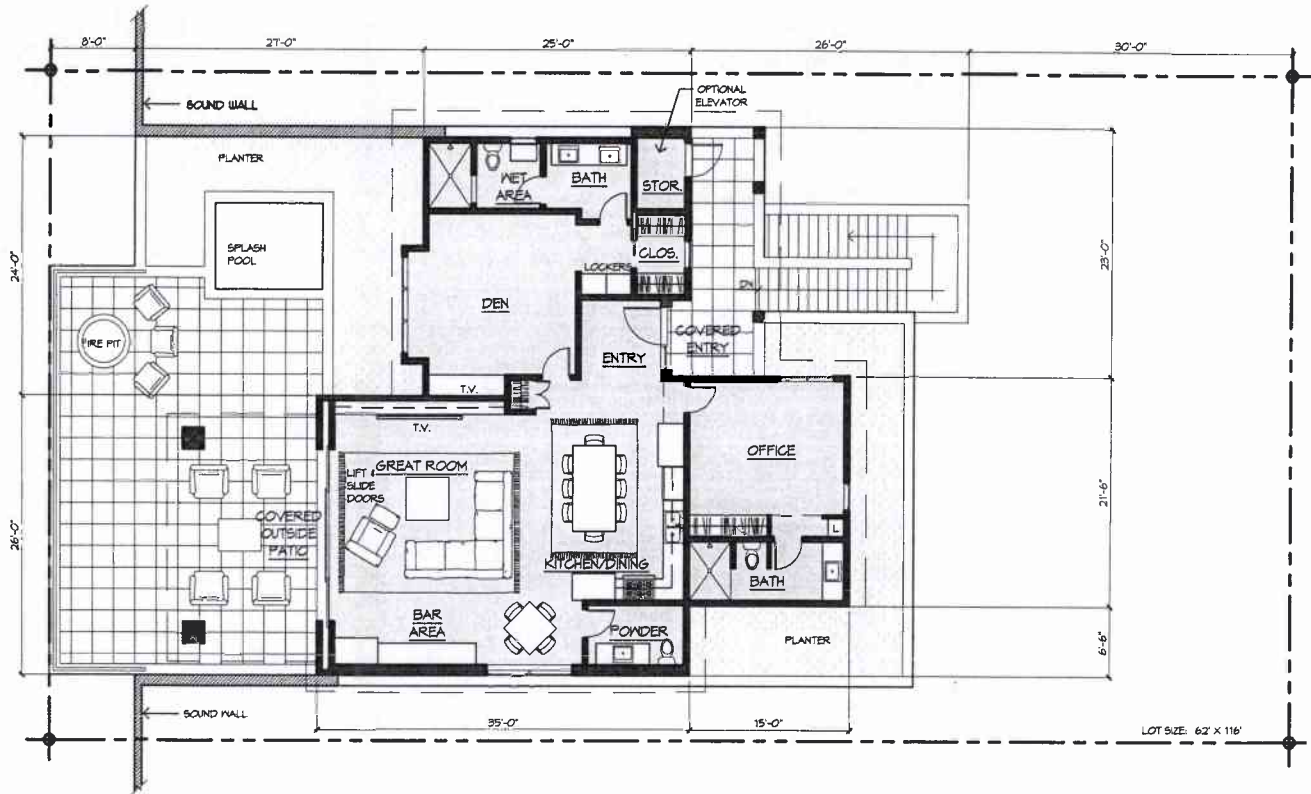 8'-0"
27'-0"
25'-0"
26'-0"
30'-0"
SOUND WALL
OPTIONAL
ELEVATOR
PLANTER
WET
AREA
BATH
STOR.
SPLASH
POOL
CLOS.
LOCKERS
24'-0"
23'-0"
DEN
DN
FIRE PIT
ENTRY
COVERED
ENTRY
T.V.
T.V.
GREAT ROOM
LIFT &
SLIDE
DOORS
OFFICE
COVERED
OUTSIDE
PATIO
26'-0"
21'-6"
L
KITCHEN/DINING
BATH
BAR
AREA
POWDER
PLANTER
6'-6"
SOUND WALL
35'-0"
15'-0"
LOT SIZE: 62' X 116'